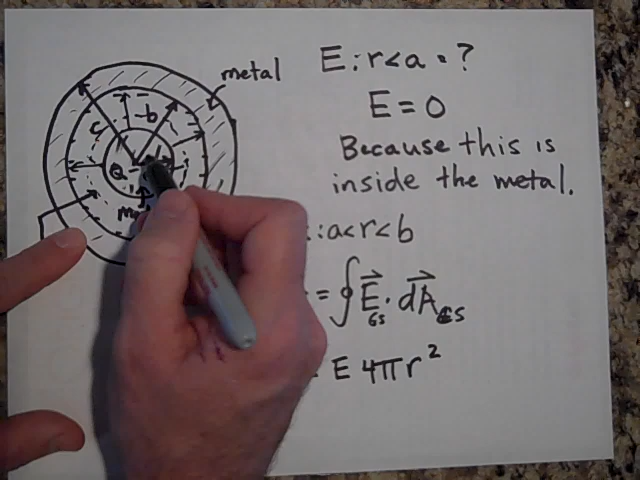 metal
E: r<a = ?
E = 0
Because this is
inside the metal.
b
c
Q
: a<r<b
= ∮ E⃗GS · dA⃗GS
E 4πr²